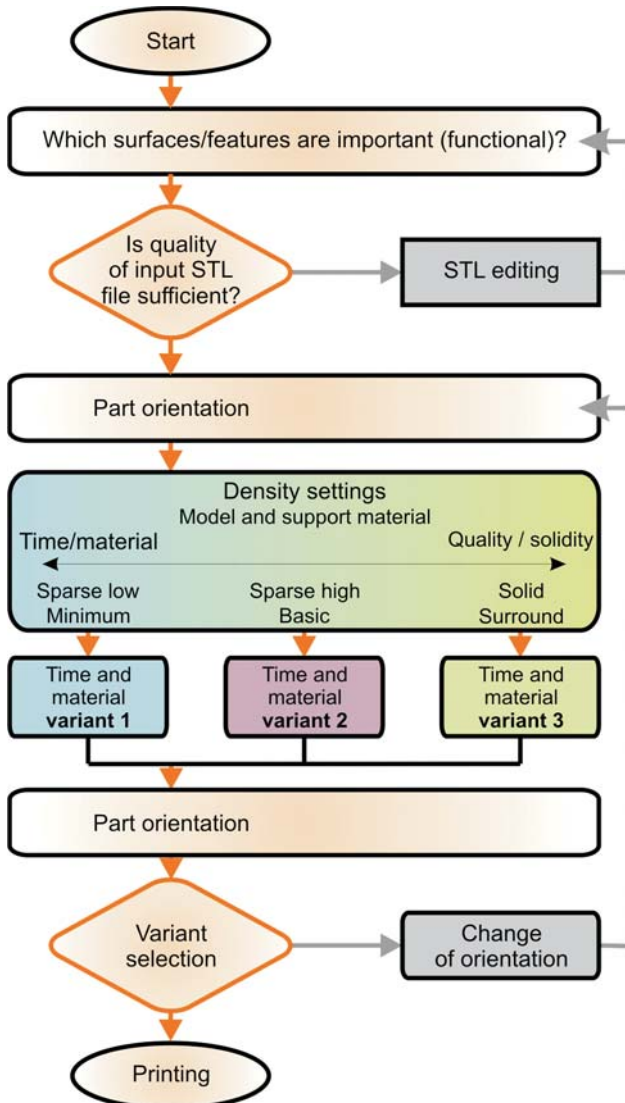 Start
Which surfaces/features are important (functional)?
Is quality
of input STL
file sufficient?
STL editing
Part orientation
Density settings
Model and support material
Time/material
Quality / solidity
Sparse low
Minimum
Sparse high
Basic
Solid
Surround
Time and
material
variant 1
Time and
material
variant 2
Time and
material
variant 3
Part orientation
Variant
selection
Change
of orientation
Printing